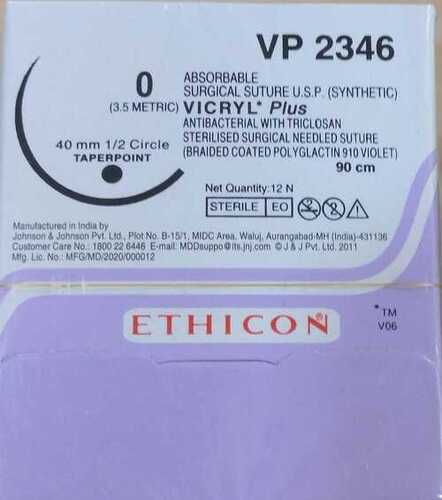 VP 2346
0
(3.5 METRIC)
ABSORBABLE
SURGICAL SUTURE U.S.P. (SYNTHETIC)
VICRYL* Plus
ANTIBACTERIAL WITH TRICLOSAN
STERILISED SURGICAL NEEDLED SUTURE
(BRAIDED COATED POLYGLACTIN 910 VIOLET)
90 cm
40 mm 1/2 Circle
TAPERPOINT
Net Quantity:12 N
STERILE EO
Manufactured in India by
Johnson & Johnson Pvt. Ltd., Plot No. B-15/1, MIDC Area, Waluj, Aurangabad-MH (India)-431136
Customer Care No.: 1800 22 6446 E-mail: MDDsuppo@its.jnj.com © J & J Pvt. Ltd. 2011
Mfg. Lic. No.: MFG/MD/2020/000012
ETHICON®
*TM
V06